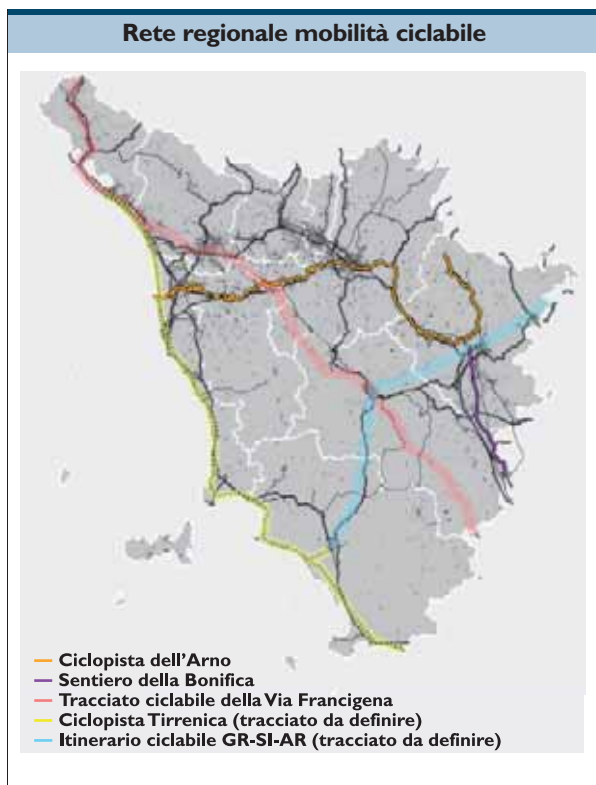 Rete regionale mobilità ciclabile
Ciclopista dell'Arno
Sentiero della Bonifica
Tracciato ciclabile della Via Francigena
Ciclopista Tirrenica (tracciato da definire)
Itinerario ciclabile GR-SI-AR (tracciato da definire)